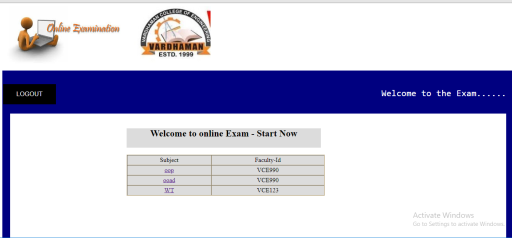 Online Examination
VARDHAMAN COLLEGE OF ENGINEERING
VARDHAMAN
ESTD. 1999
LOGOUT
Welcome to the Exam......
Welcome to online Exam - Start Now
Subject Faculty-Id
oop VCE990
ooad VCE990
WT VCE123
Activate Windows
Go to Settings to activate Windows.